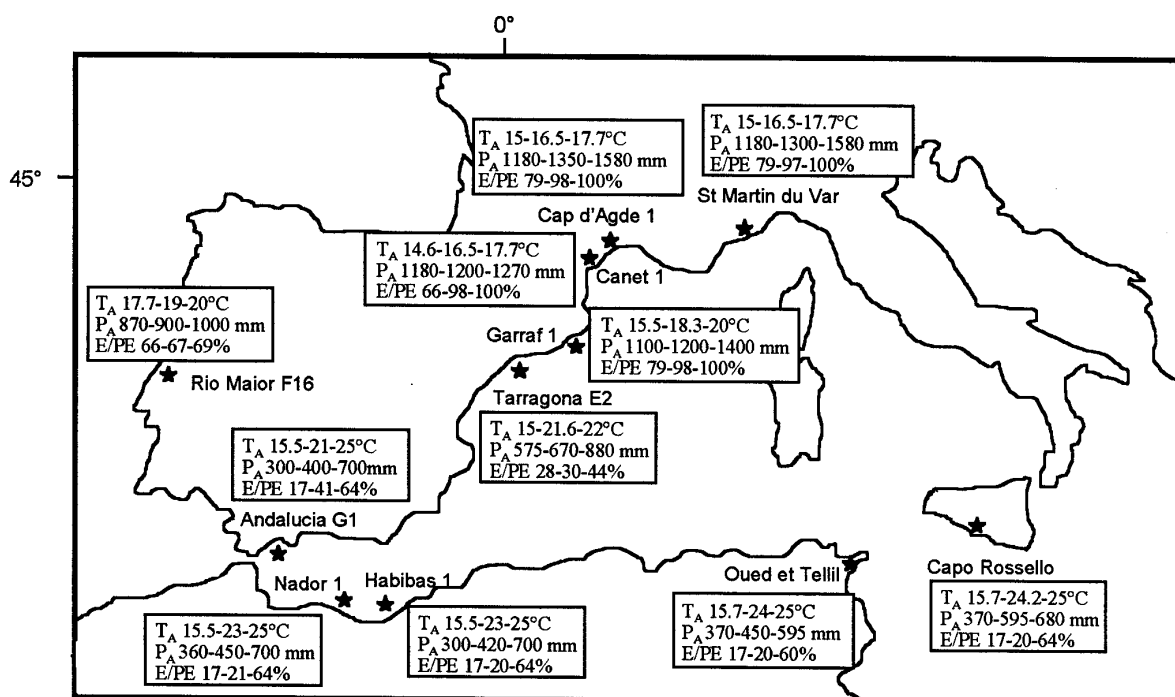 0°
45°
T_A 15-16.5-17.7°C
P_A 1180-1350-1580 mm
E/PE 79-98-100%
T_A 15-16.5-17.7°C
P_A 1180-1300-1580 mm
E/PE 79-97-100%
St Martin du Var
Cap d'Agde 1
T_A 14.6-16.5-17.7°C
P_A 1180-1200-1270 mm
E/PE 66-98-100%
Canet 1
T_A 17.7-19-20°C
P_A 870-900-1000 mm
E/PE 66-67-69%
Rio Maior F16
Garraf 1
T_A 15.5-18.3-20°C
P_A 1100-1200-1400 mm
E/PE 79-98-100%
Tarragona E2
T_A 15-21.6-22°C
P_A 575-670-880 mm
E/PE 28-30-44%
T_A 15.5-21-25°C
P_A 300-400-700mm
E/PE 17-41-64%
Andalucia G1
Nador 1
Habibas 1
Oued et Tellil
Capo Rossello
T_A 15.5-23-25°C
P_A 360-450-700 mm
E/PE 17-21-64%
T_A 15.5-23-25°C
P_A 300-420-700 mm
E/PE 17-20-64%
T_A 15.7-24-25°C
P_A 370-450-595 mm
E/PE 17-20-60%
T_A 15.7-24.2-25°C
P_A 370-595-680 mm
E/PE 17-20-64%